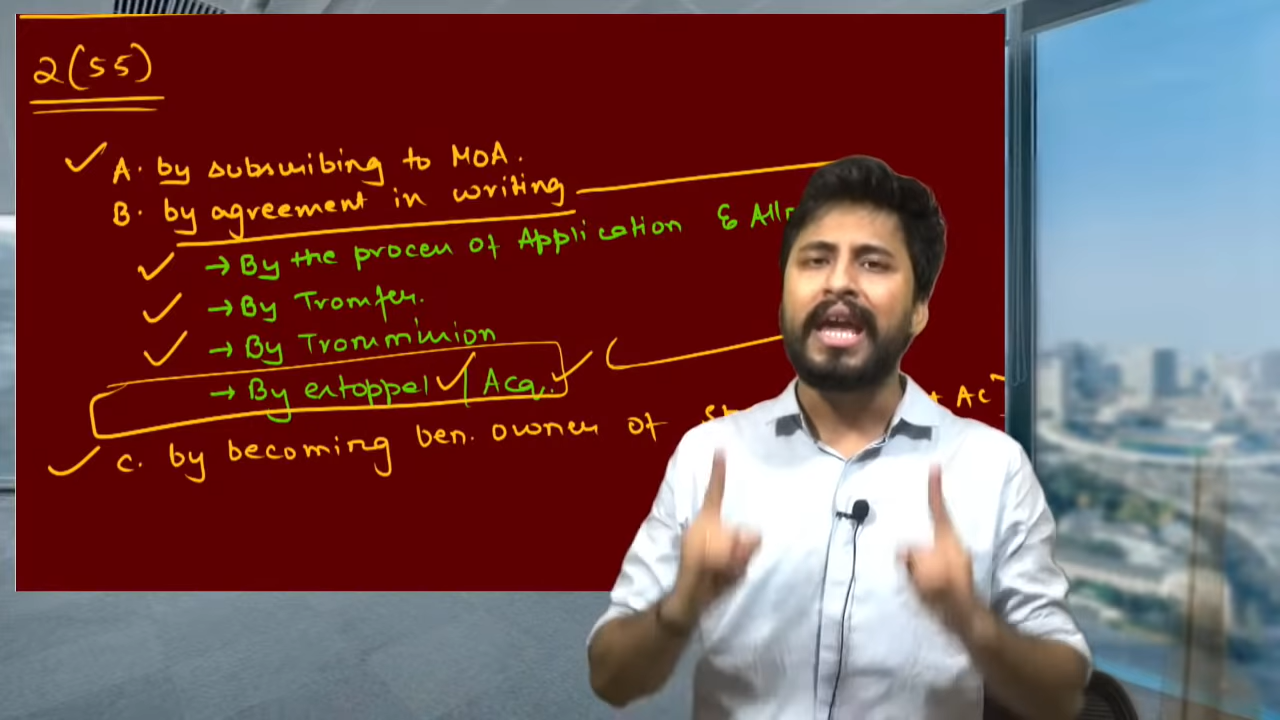 2(55)
A. by subscribing to MOA.
B. by agreement in writing
→ By the process of Application & All
→ By Transfer.
→ By Transmission
→ By estoppel / Acq.
C. by becoming ben. owner of